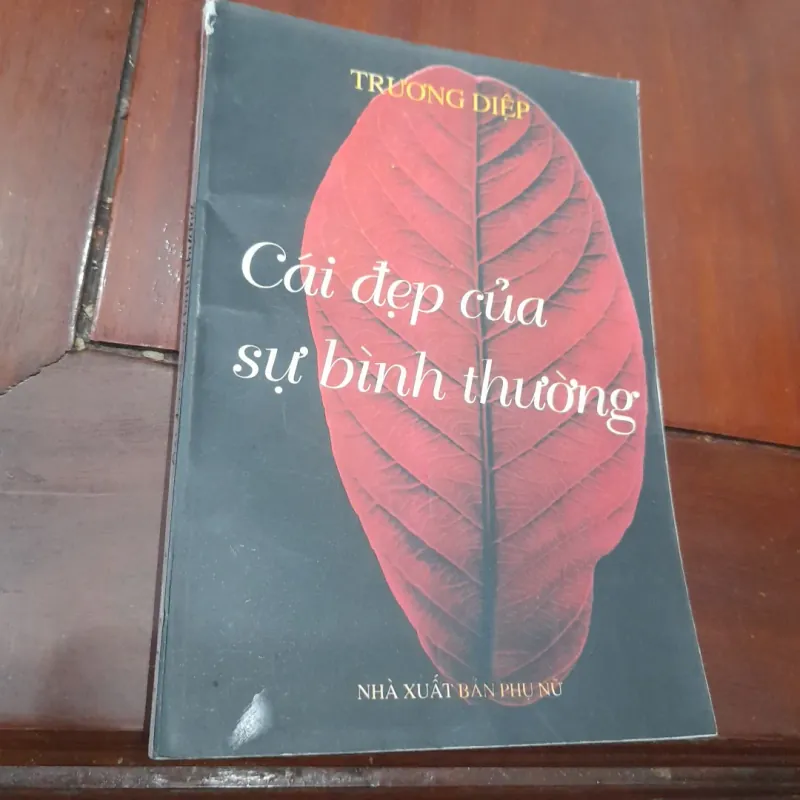 TRƯƠNG DIỆP
Cái đẹp của
sự bình thường
NHÀ XUẤT BẢN PHỤ NỮ